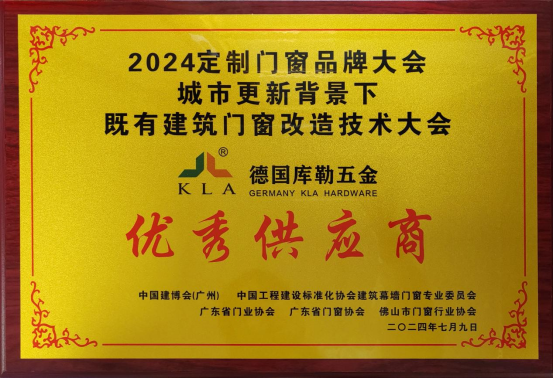 2024定制门窗品牌大会
城市更新背景下
既有建筑门窗改造技术大会
®
KLA 德国库勒五金
GERMANY KLA HARDWARE
优秀供应商
中国建博会(广州) 中国工程建设标准化协会建筑幕墙门窗专业委员会
广东省门业协会 广东省门窗协会 佛山市门窗行业协会
二〇二四年七月九日